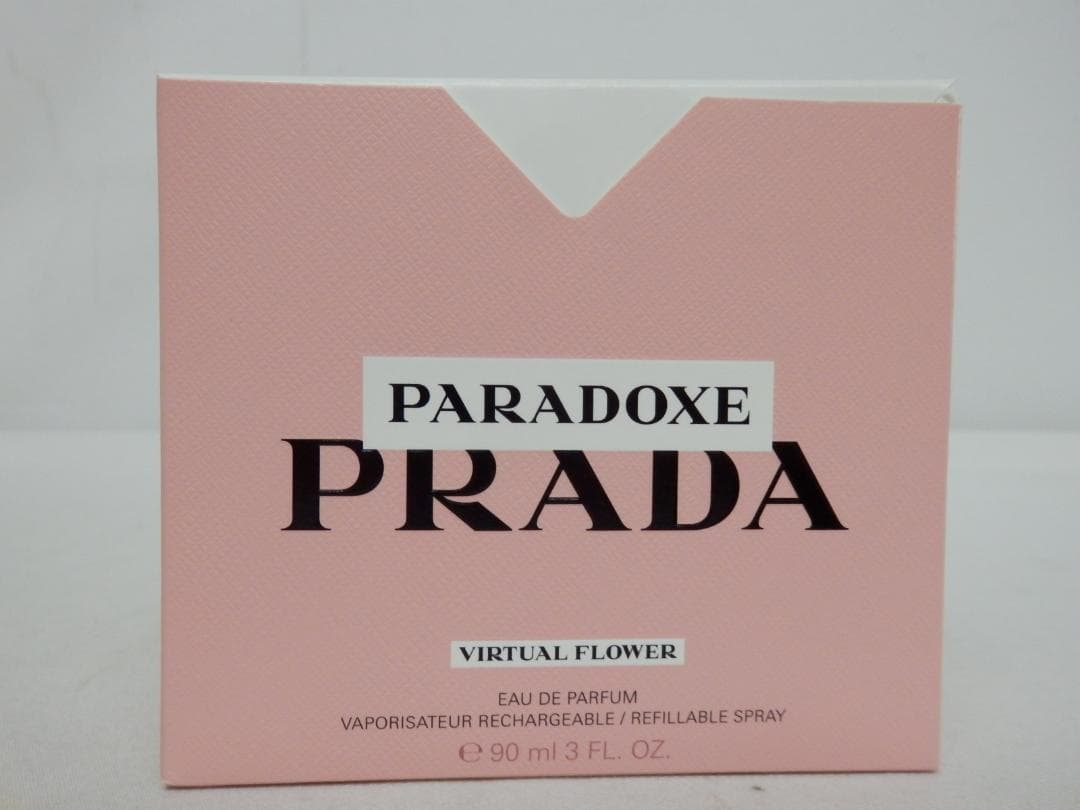 PARADOXE
PRADA
VIRTUAL FLOWER
EAU DE PARFUM
VAPORISATEUR RECHARGEABLE / REFILLABLE SPRAY
℮ 90 ml 3 FL. OZ.